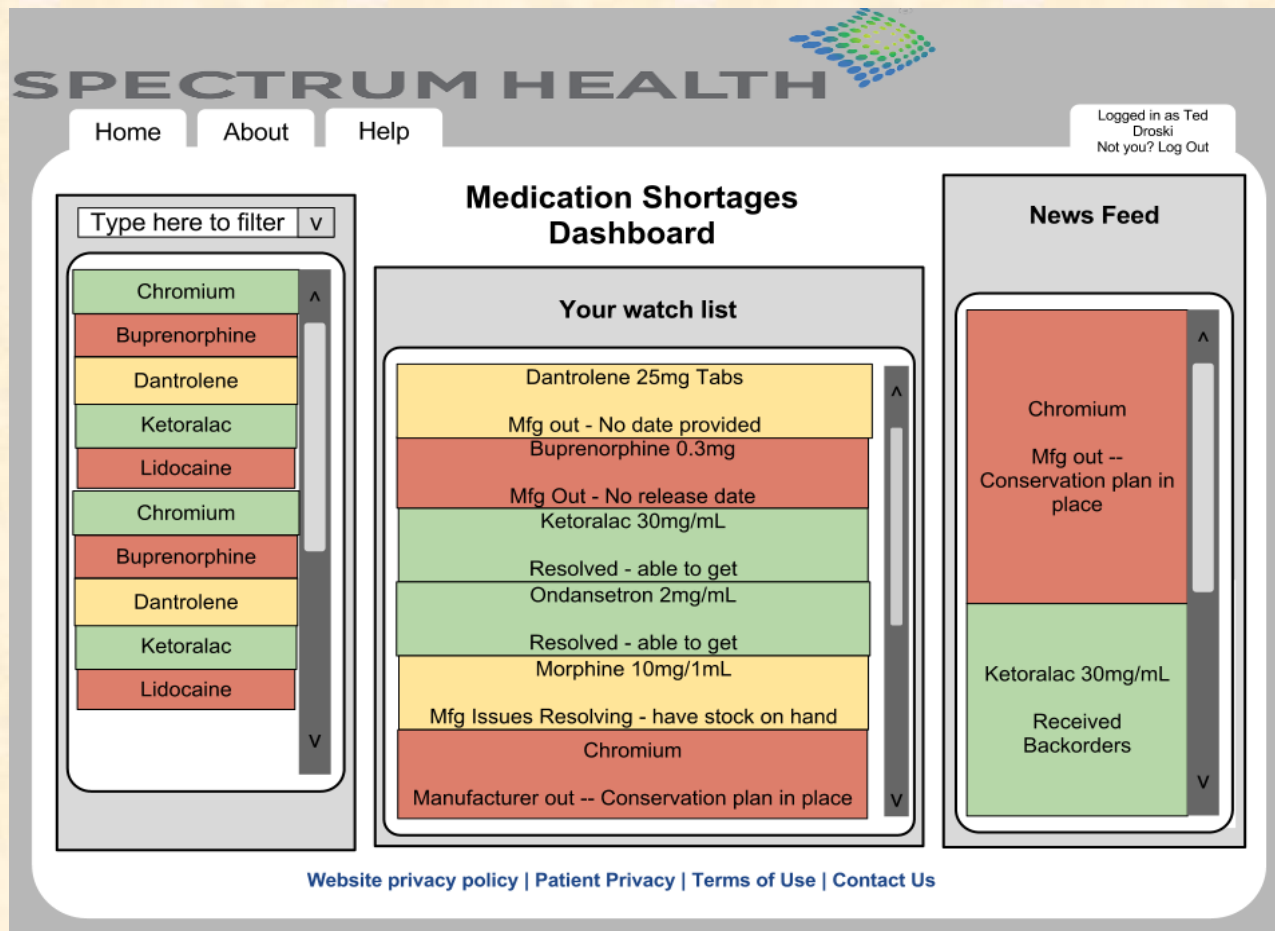 SPECTRUM HEALTH
Home
About
Help
Logged in as Ted
Droski
Not you? Log Out
Type here to filter
v
Chromium
Buprenorphine
Dantrolene
Ketoralac
Lidocaine
Chromium
Buprenorphine
Dantrolene
Ketoralac
Lidocaine
^
v
Medication Shortages
Dashboard
Your watch list
Dantrolene 25mg Tabs
Mfg out - No date provided
Buprenorphine 0.3mg
Mfg Out - No release date
Ketoralac 30mg/mL
Resolved - able to get
Ondansetron 2mg/mL
Resolved - able to get
Morphine 10mg/1mL
Mfg Issues Resolving - have stock on hand
Chromium
Manufacturer out -- Conservation plan in place
^
v
News Feed
Chromium
Mfg out --
Conservation plan in
place
Ketoralac 30mg/mL
Received
Backorders
^
v
Website privacy policy | Patient Privacy | Terms of Use | Contact Us